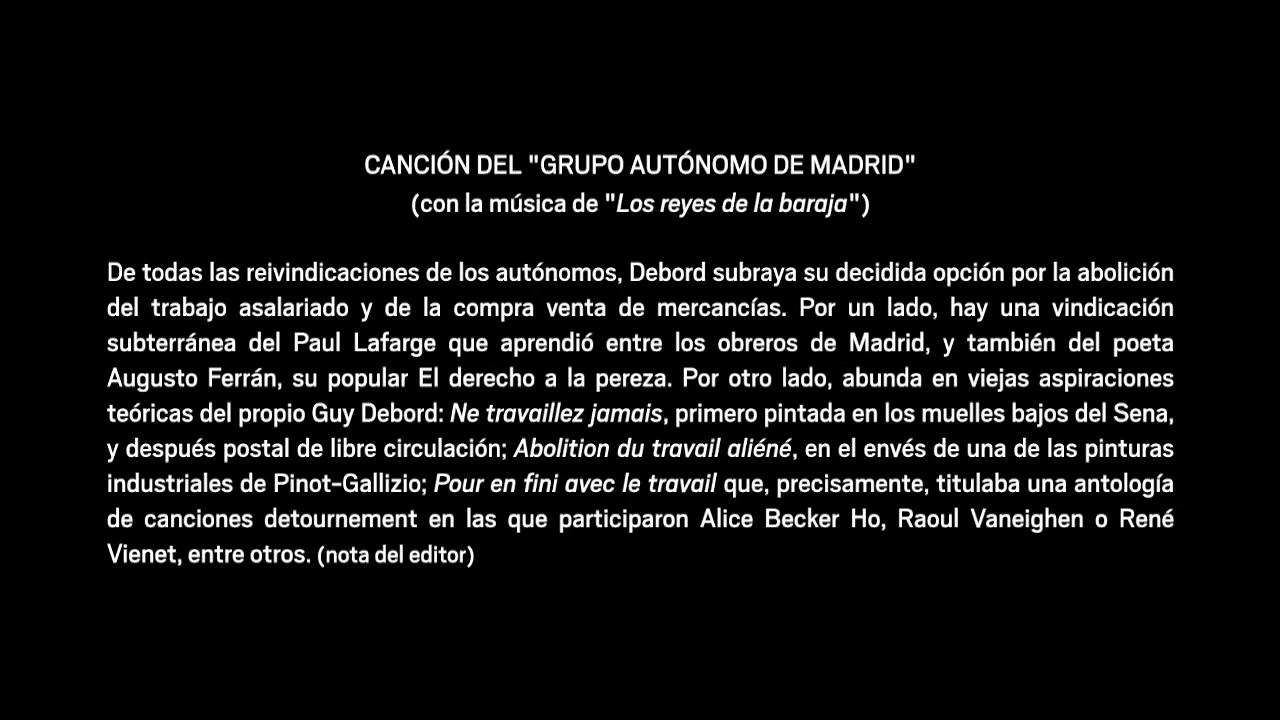 CANCIÓN DEL "GRUPO AUTÓNOMO DE MADRID"
(con la música de "Los reyes de la baraja")
De todas las reivindicaciones de los autónomos, Debord subraya su decidida opción por la abolición
del trabajo asalariado y de la compra venta de mercancías. Por un lado, hay una vindicación
subterránea del Paul Lafarge que aprendió entre los obreros de Madrid, y también del poeta
Augusto Ferrán, su popular El derecho a la pereza. Por otro lado, abunda en viejas aspiraciones
teóricas del propio Guy Debord: Ne travaillez jamais, primero pintada en los muelles bajos del Sena,
y después postal de libre circulación; Abolition du travail aliéné, en el envés de una de las pinturas
industriales de Pinot-Gallizio; Pour en fini avec le travail que, precisamente, titulaba una antología
de canciones detournement en las que participaron Alice Becker Ho, Raoul Vaneighen o René
Vienet, entre otros. (nota del editor)